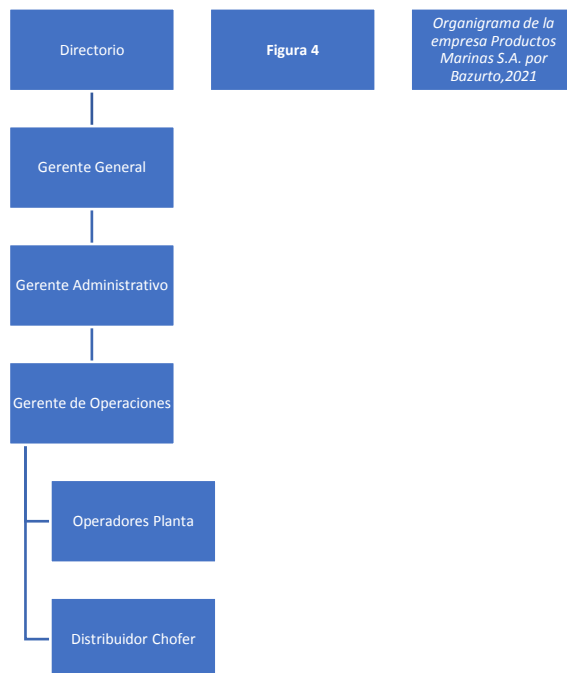 Directorio
Figura 4
Organigrama de la
empresa Productos
Marinas S.A. por
Bazurto,2021
Gerente General
Gerente Administrativo
Gerente de Operaciones
Operadores Planta
Distribuidor Chofer